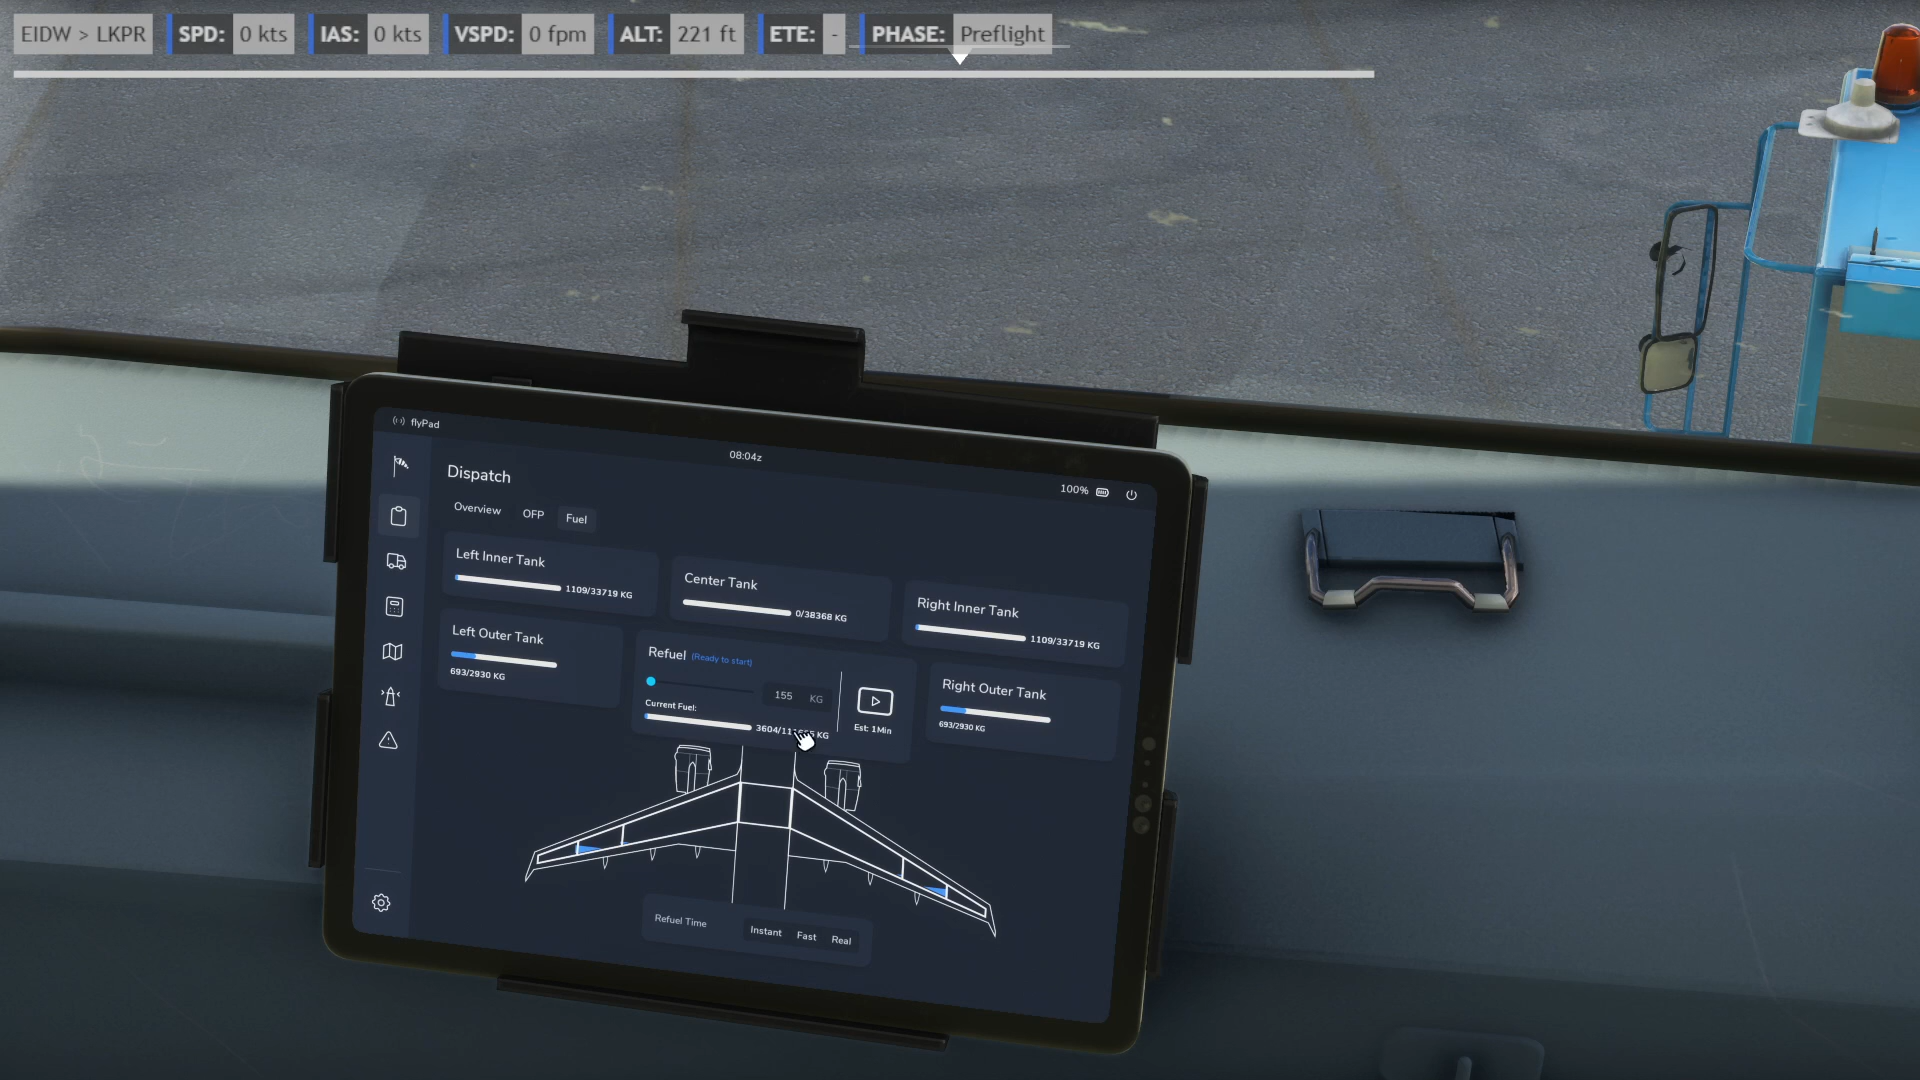 EIDW > LKPR SPD: 0 kts IAS: 0 kts VSPD: 0 fpm ALT: 221 ft ETE: - PHASE: Preflight
flyPad
08:04z
100%
Dispatch
Overview OFP Fuel
Left Inner Tank
1109/33719 KG
Center Tank
0/38368 KG
Right Inner Tank
1109/33719 KG
Left Outer Tank
693/2930 KG
Refuel (Ready to start)
155 KG
Current Fuel:
KG
Est: 1Min
Right Outer Tank
693/2930 KG
Refuel Time Instant Fast Real